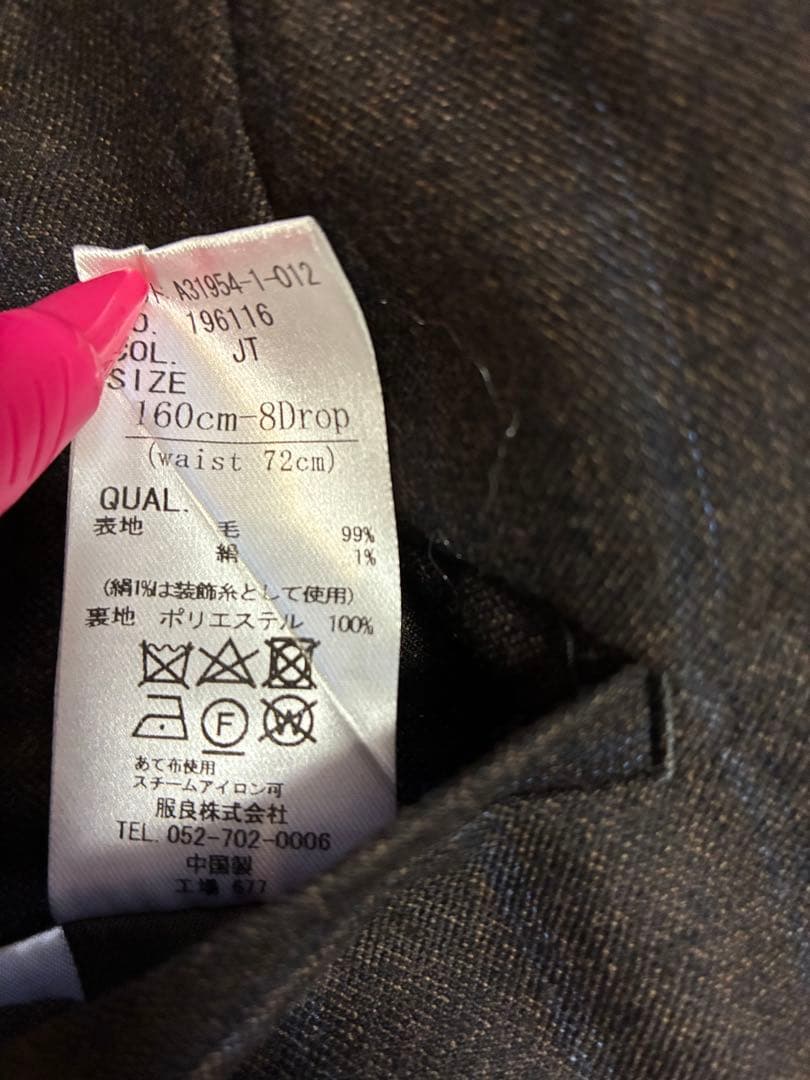 A31954-1-012
196116
COL. JT
SIZE
160cm-8Drop
(waist 72cm)
QUAL.
表地 毛 99%
絹 1%
(絹1%は装飾糸として使用)
裏地 ポリエステル 100%
F W
あて布使用
スチームアイロン可
服良株式会社
TEL. 052-702-0006
中国製
工場 677